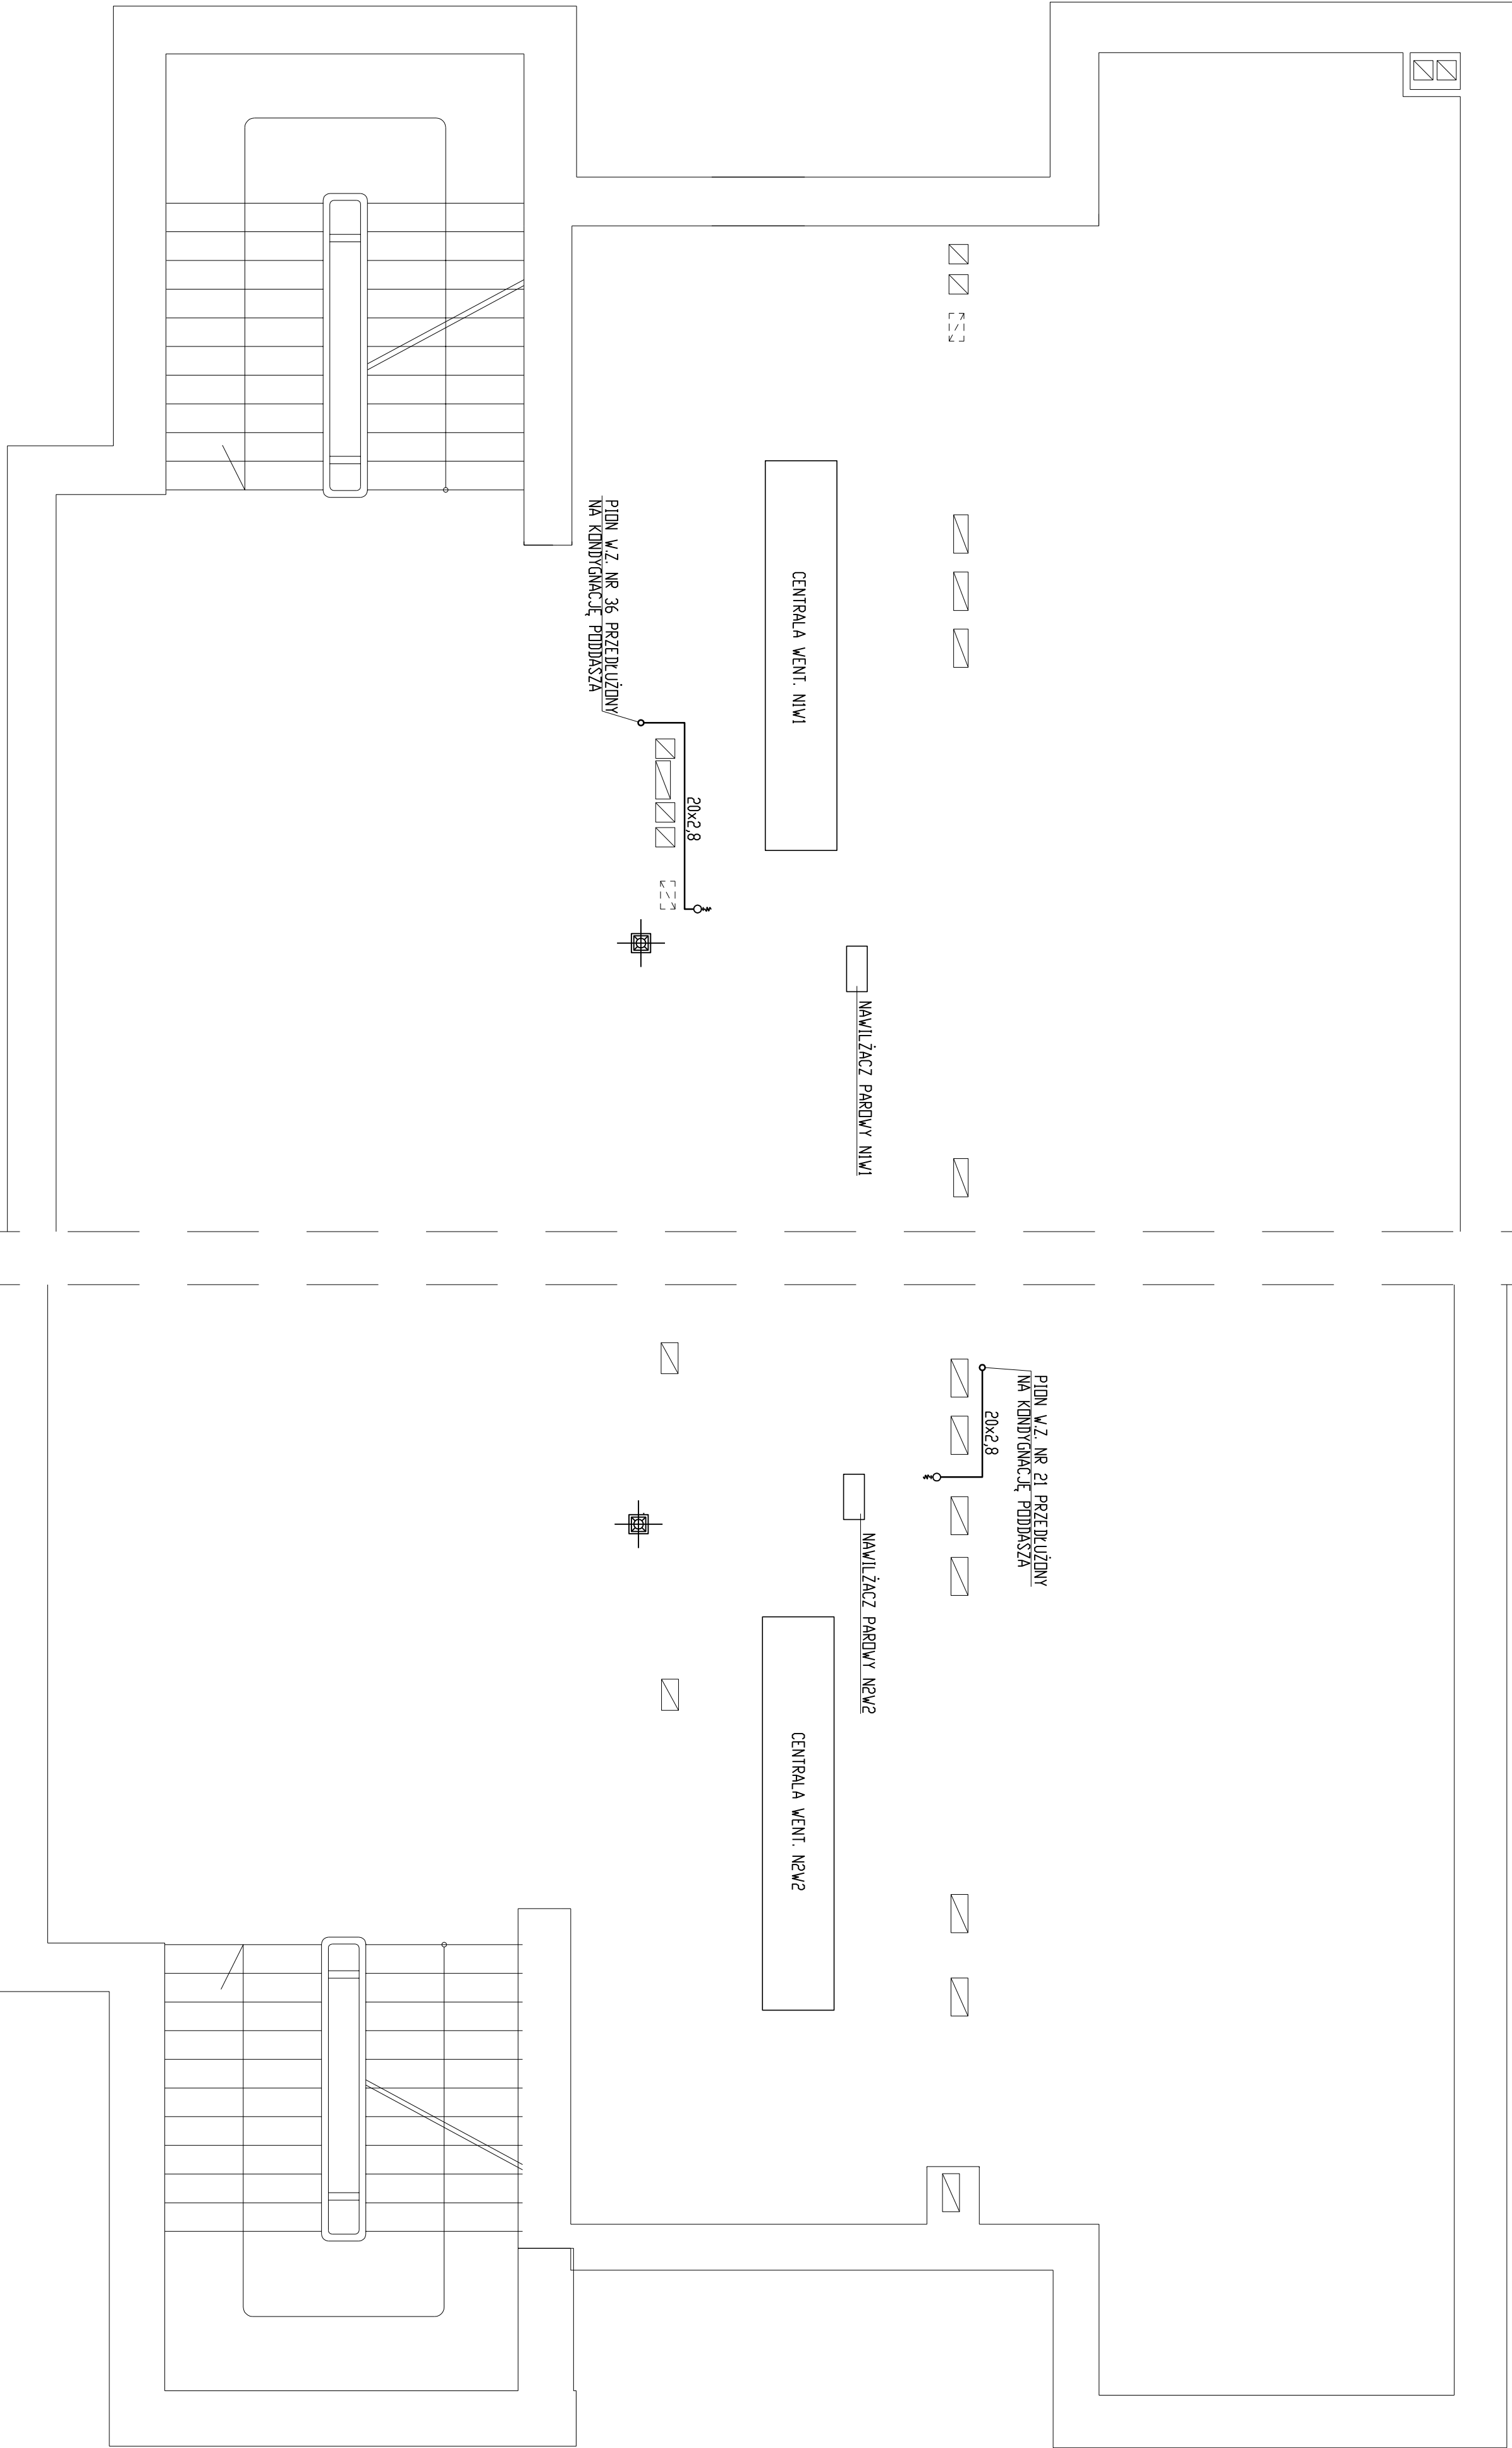 PION W.Z. NR 36 PRZEDŁUŻONY
NA KONDYGNACJĘ PODDASZA
CENTRALA WENT. N1W1
20x2,8
NAWILŻACZ PAROWY N1W1
PION W.Z. NR 21 PRZEDŁUŻONY
NA KONDYGNACJĘ PODDASZA
20x2,8
NAWILŻACZ PAROWY N2W2
CENTRALA WENT. N2W2